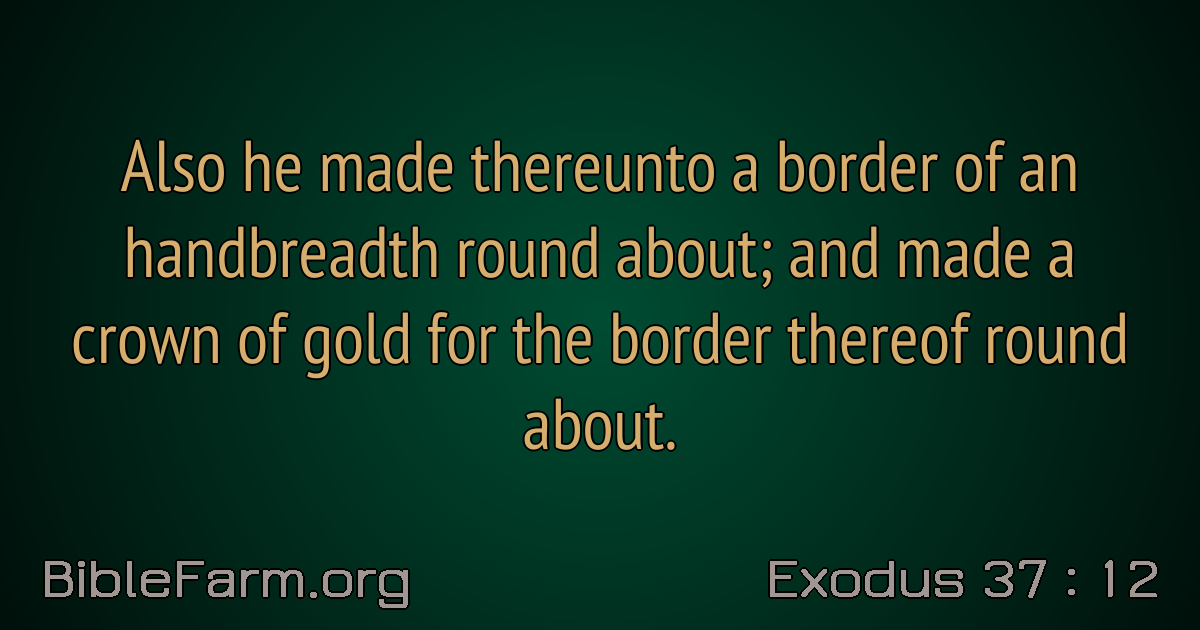 Also he made thereunto a border of an
handbreadth round about; and made a
crown of gold for the border thereof round
about.
BibleFarm.org
Exodus 37 : 12